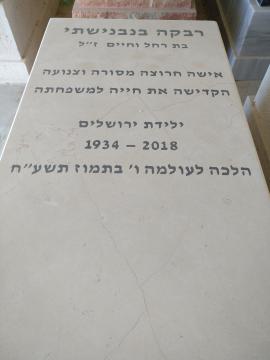 רבקה בנבנישתי
בת רחל וחיים ז"ל
אישה חרוצה מסורה וצנועה
הקדישה את חייה למשפחתה
ילידת ירושלים
1934 - 2018
הלכה לעולמה ו' בתמוז תשע"ח